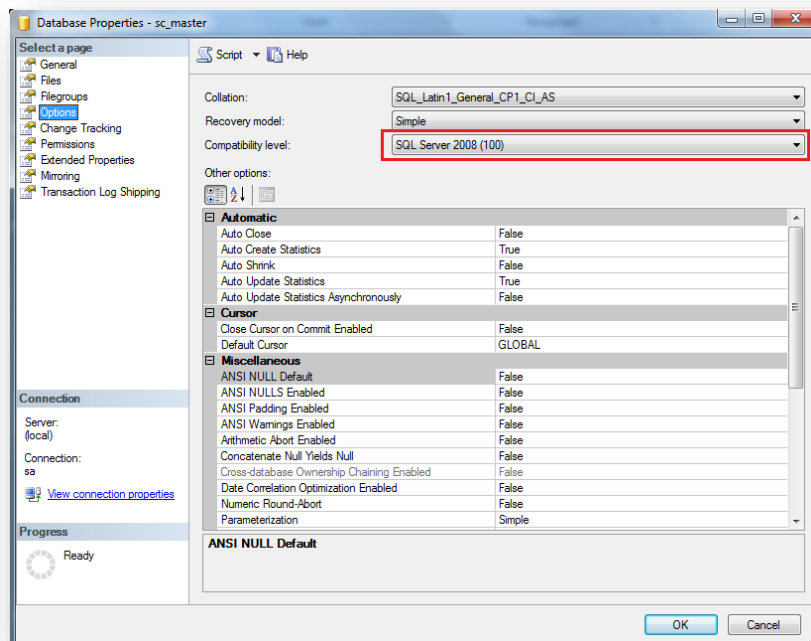 Database Properties - sc_master
Select a page
General
Files
Filegroups
Options
Change Tracking
Permissions
Extended Properties
Mirroring
Transaction Log Shipping
Connection
Server:
(local)
Connection:
sa
View connection properties
Progress
Ready
Script Help
Collation: SQL_Latin1_General_CP1_CI_AS
Recovery model: Simple
Compatibility level: SQL Server 2008 (100)
Other options:
Automatic
Auto Close False
Auto Create Statistics True
Auto Shrink False
Auto Update Statistics True
Auto Update Statistics Asynchronously False
Cursor
Close Cursor on Commit Enabled False
Default Cursor GLOBAL
Miscellaneous
ANSI NULL Default False
ANSI NULLS Enabled False
ANSI Padding Enabled False
ANSI Warnings Enabled False
Arithmetic Abort Enabled False
Concatenate Null Yields Null False
Cross-database Ownership Chaining Enabled False
Date Correlation Optimization Enabled False
Numeric Round-Abort False
Parameterization Simple
ANSI NULL Default
OK Cancel